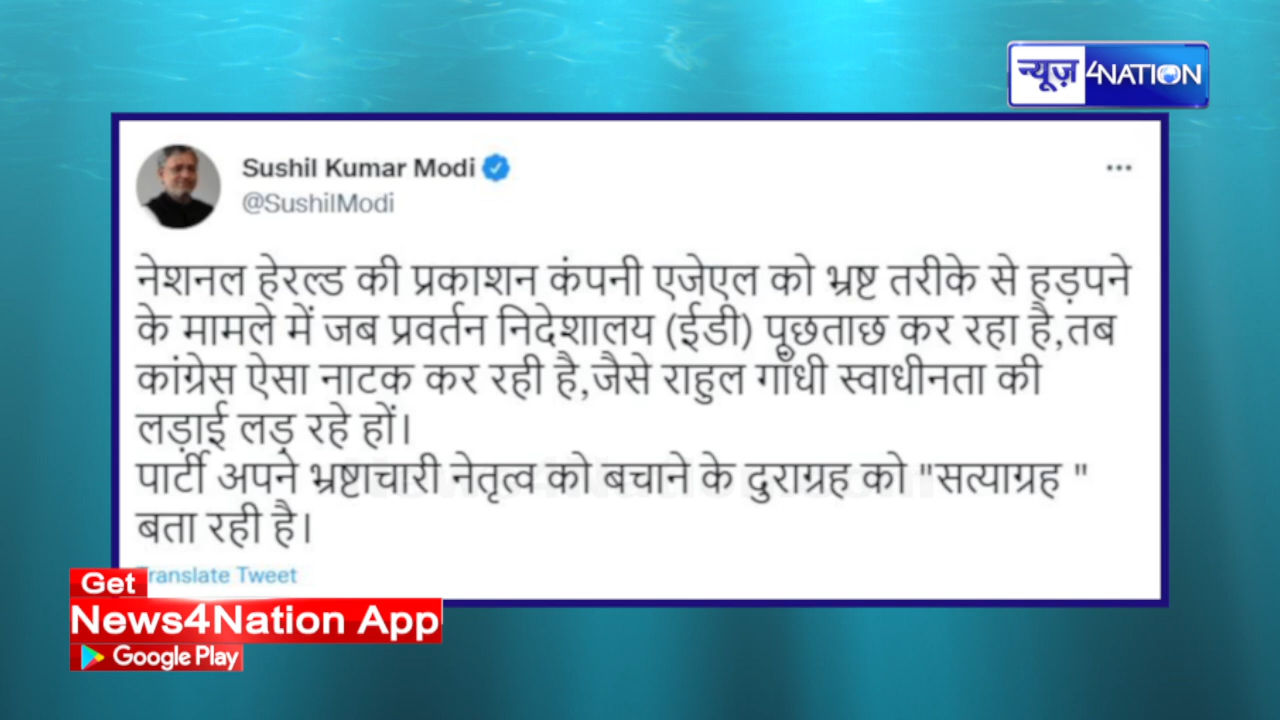 न्यूज़ 4NATION
Sushil Kumar Modi
@SushilModi
नेशनल हेरल्ड की प्रकाशन कंपनी एजेएल को भ्रष्ट तरीके से हड़पने
के मामले में जब प्रवर्तन निदेशालय (ईडी) पूछताछ कर रहा है,तब
कांग्रेस ऐसा नाटक कर रही है,जैसे राहुल गाँधी स्वाधीनता की
लड़ाई लड़ रहे हों।
पार्टी अपने भ्रष्टाचारी नेतृत्व को बचाने के दुराग्रह को "सत्याग्रह "
बता रही है।
Translate Tweet
Get
News4Nation App
Google Play